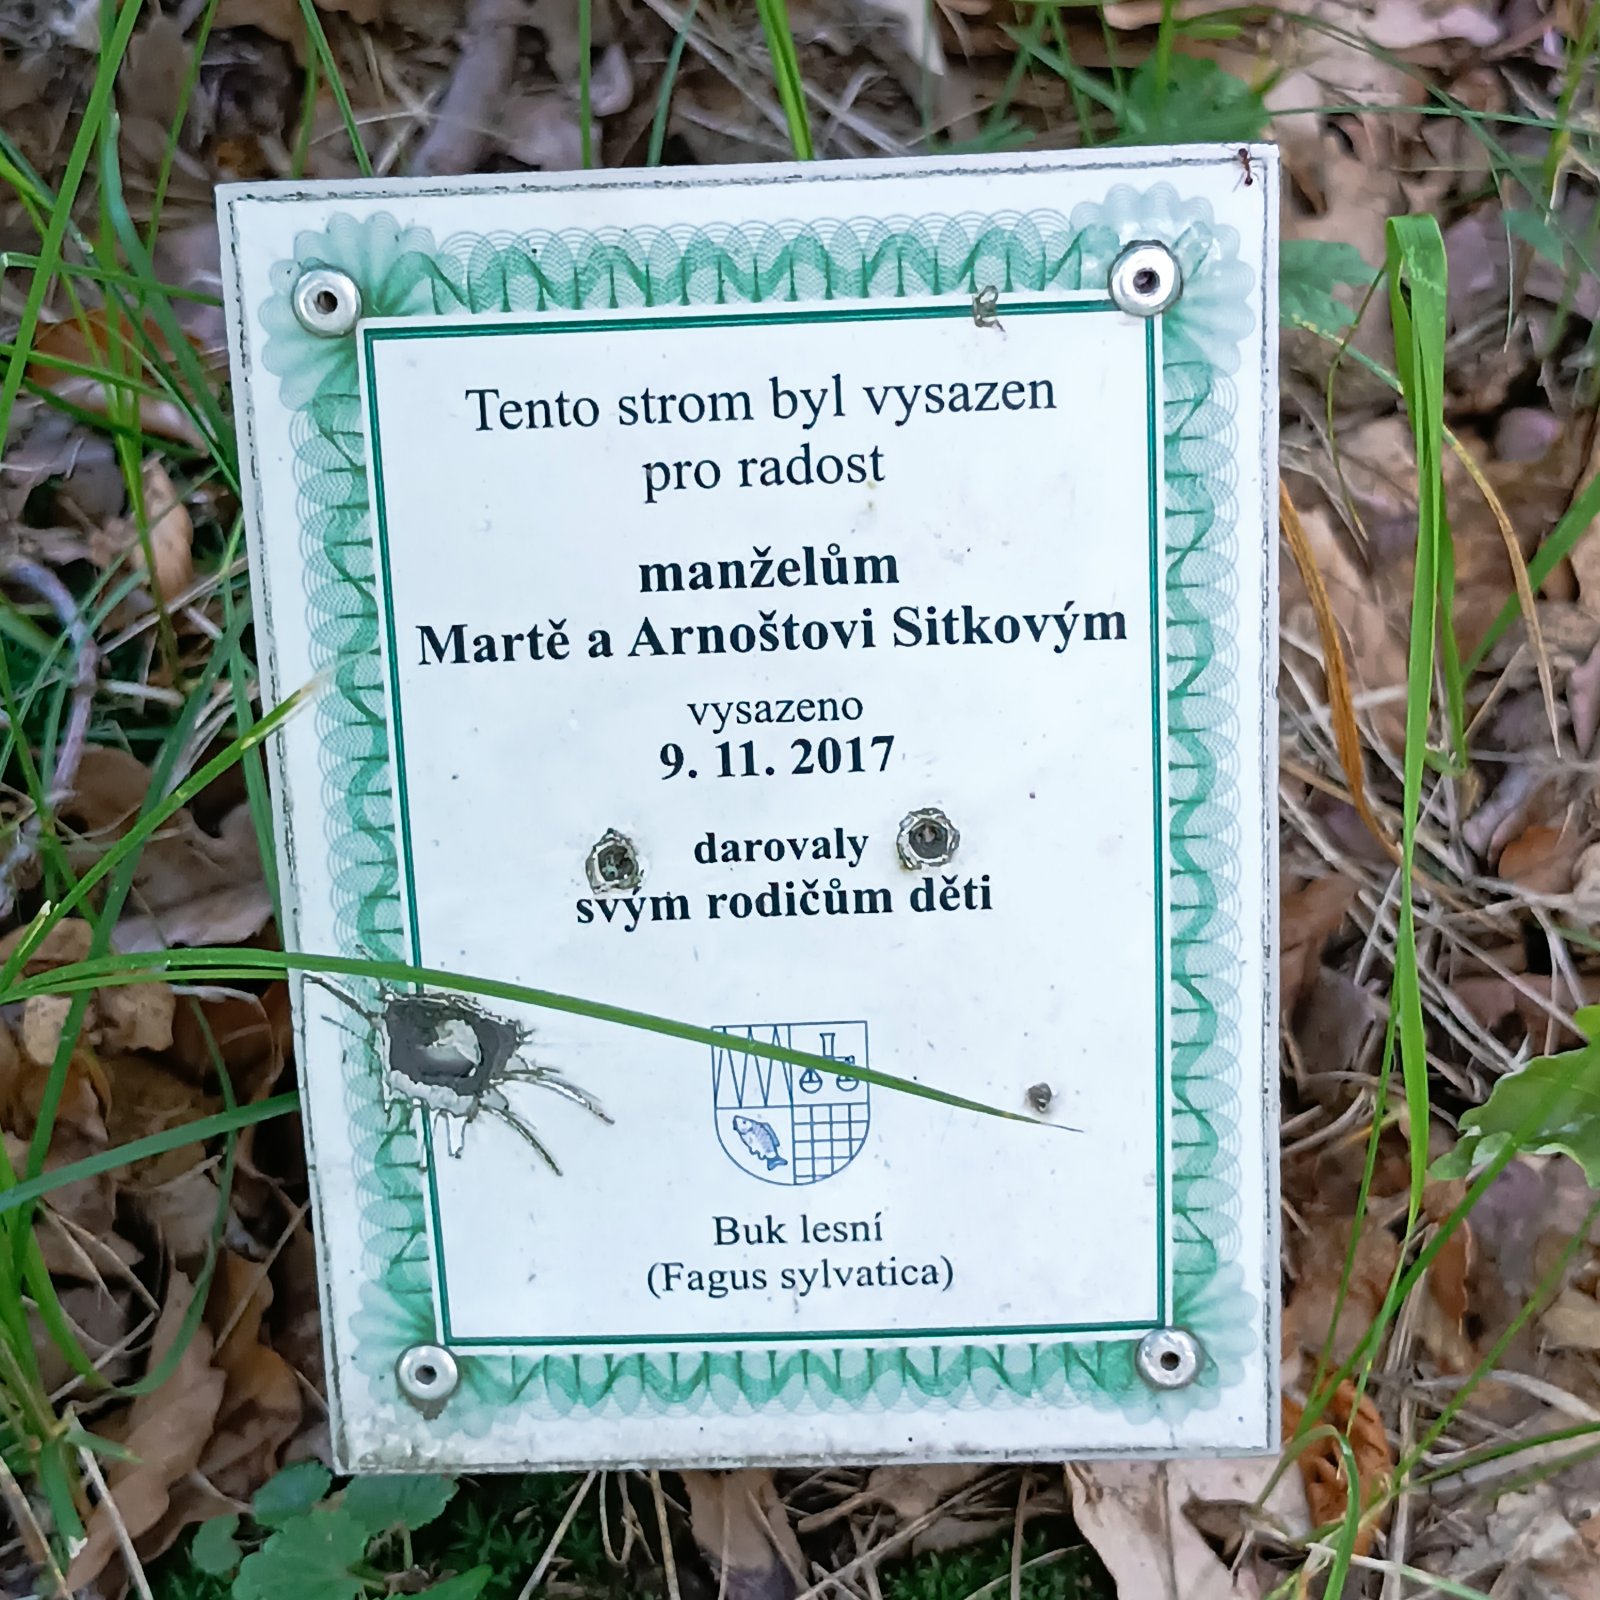 Tento strom byl vysazen
pro radost
manželům
Martě a Arnoštovi Sitkovým
vysazeno
9. 11. 2017
darovaly
svým rodičům děti
Buk lesní
(Fagus sylvatica)